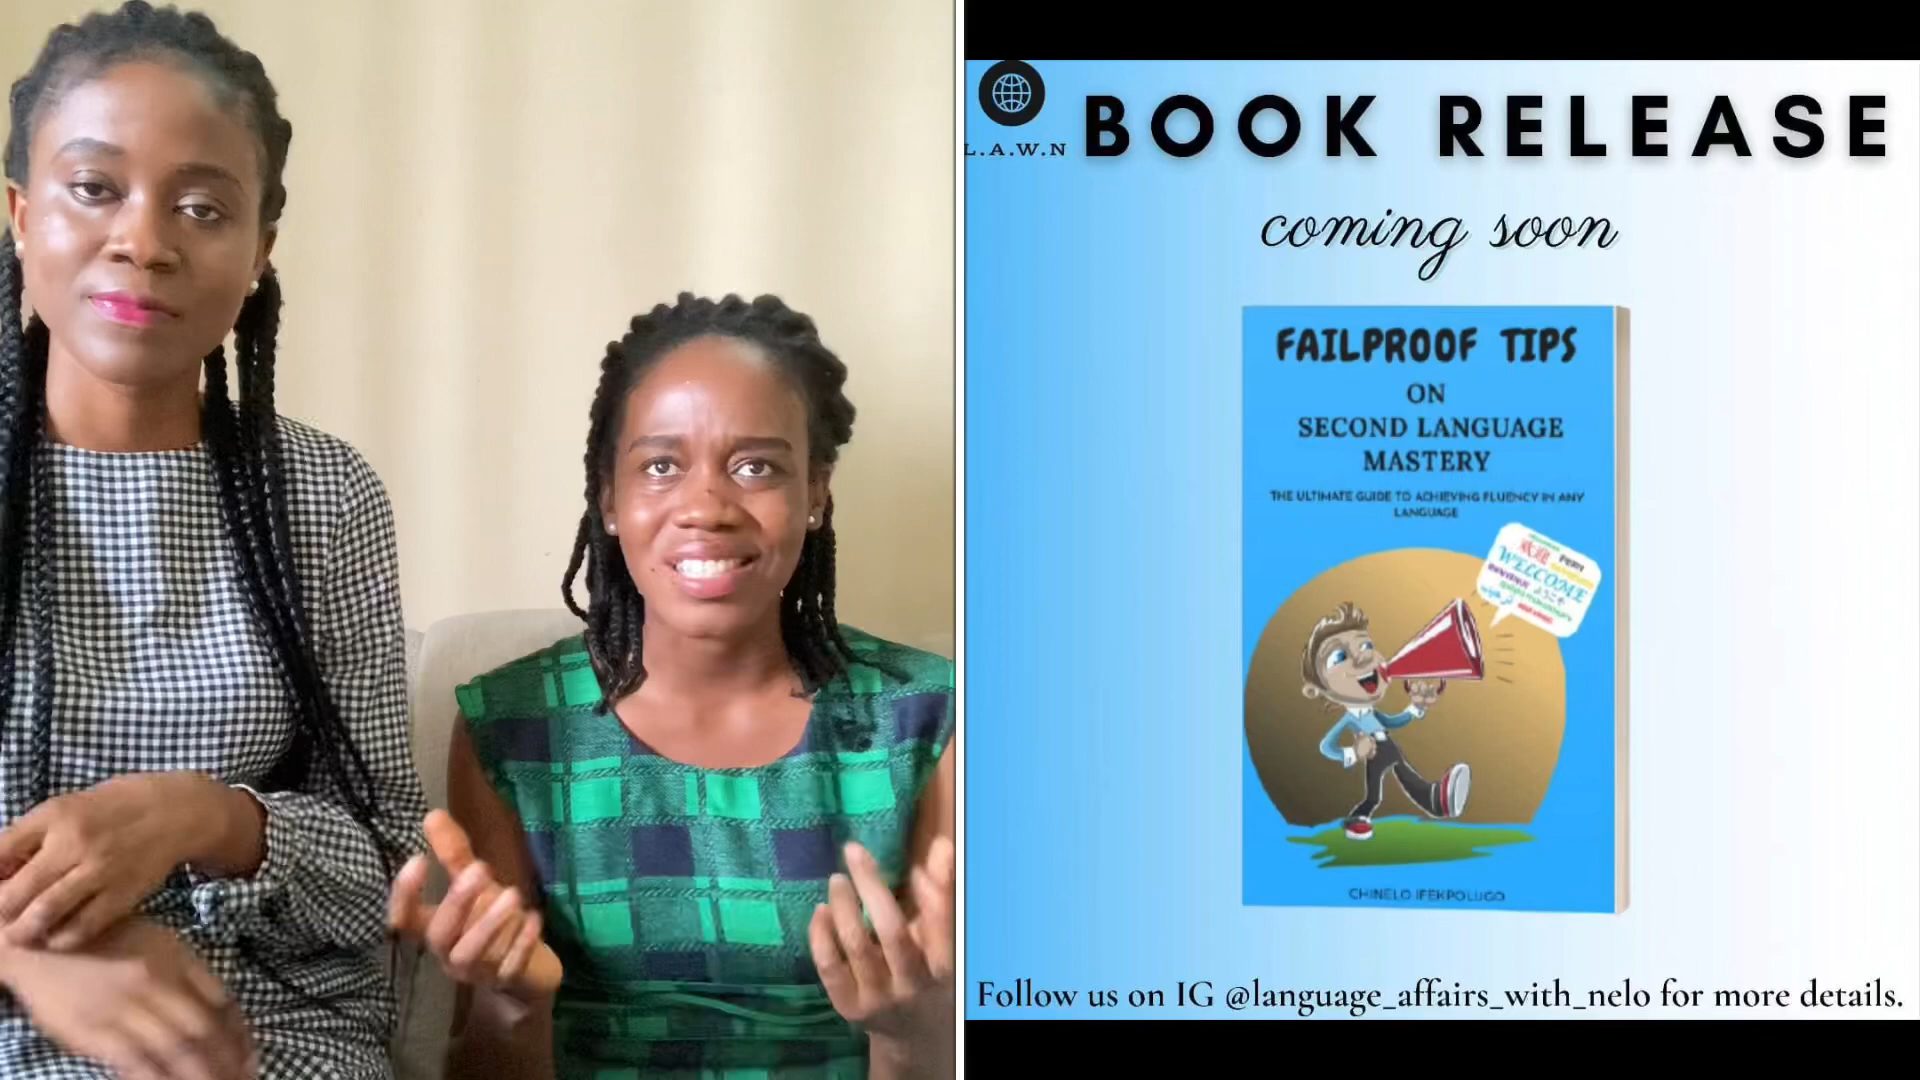 L.A.W.N
BOOK RELEASE
coming soon
FAILPROOF TIPS
ON
SECOND LANGUAGE
MASTERY
THE ULTIMATE GUIDE TO ACHIEVING FLUENCY IN ANY
LANGUAGE
WELCOME
CHINELO IFEKPOLUGO
Follow us on IG @language_affairs_with_nelo for more details.